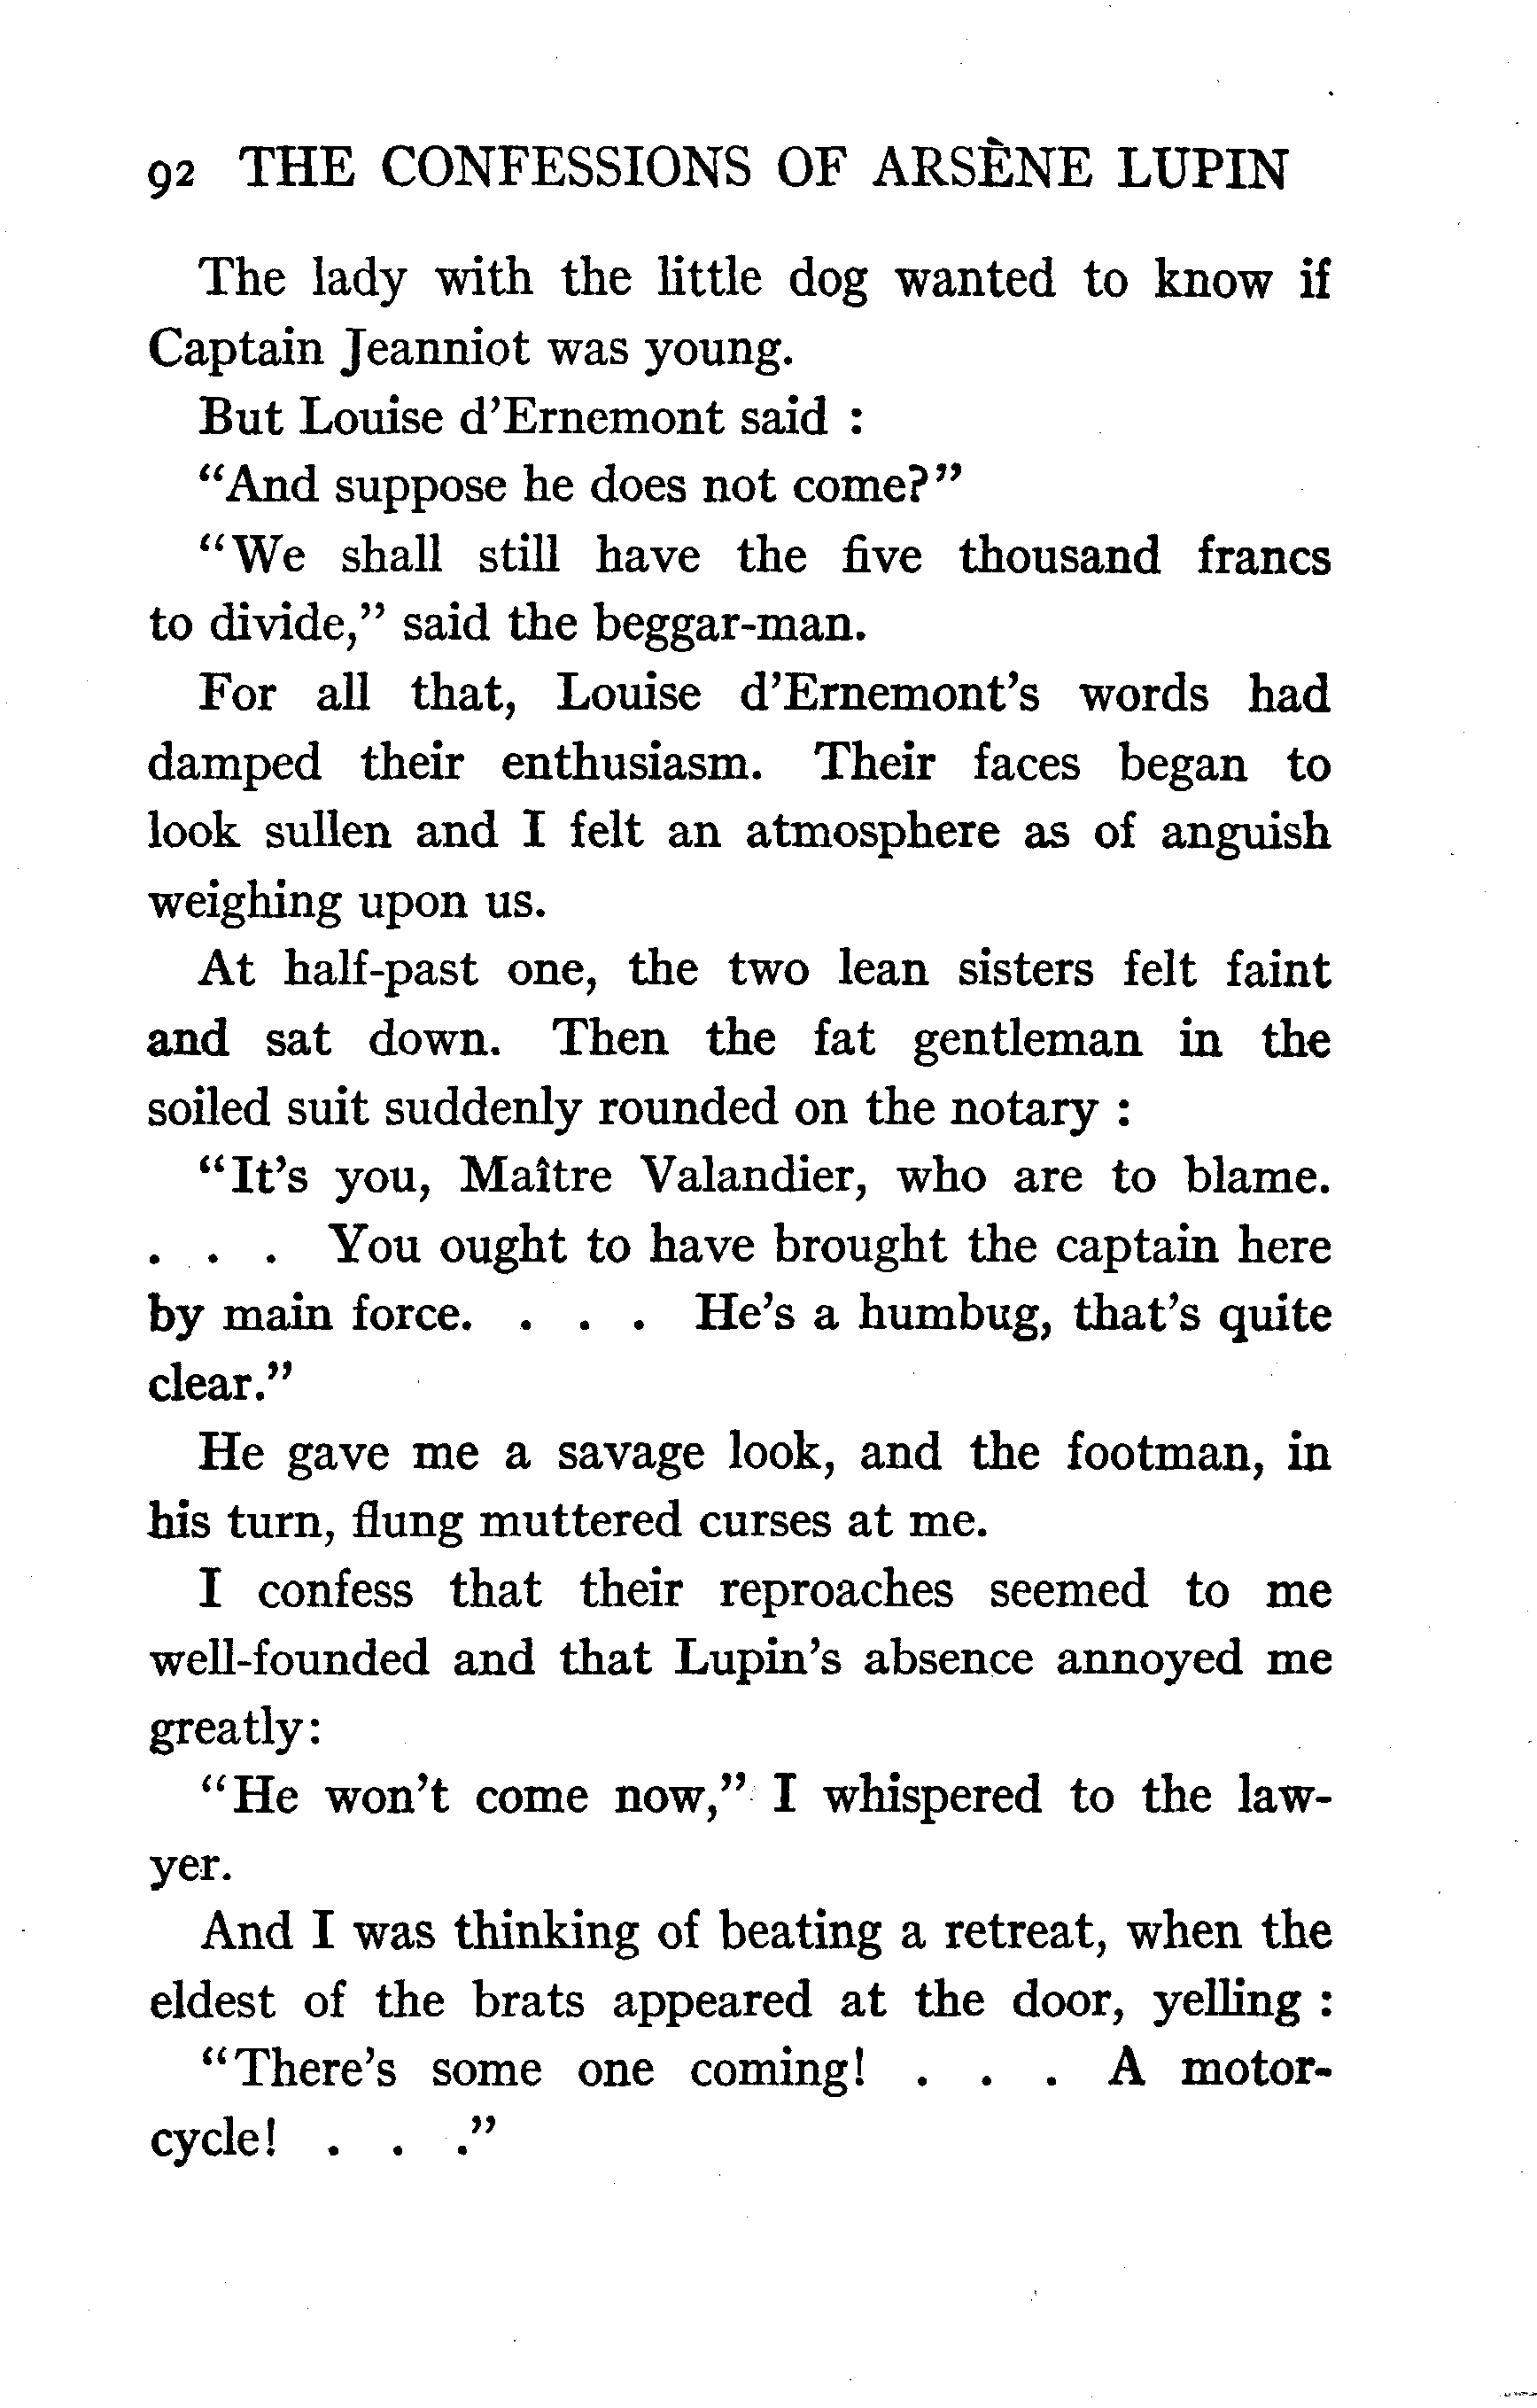 92 THE CONFESSIONS OF ARSÈNE LUPIN
The lady with the little dog wanted to know if
Captain Jeanniot was young.
But Louise d'Ernemont said :
“And suppose he does not come?”
“We shall still have the five thousand francs
to divide,” said the beggar-man.
For all that, Louise d'Ernemont's words had
damped their enthusiasm. Their faces began to
look sullen and I felt an atmosphere as of anguish
weighing upon us.
At half-past one, the two lean sisters felt faint
and sat down. Then the fat gentleman in the
soiled suit suddenly rounded on the notary :
“It's you, Maître Valandier, who are to blame.
. . . You ought to have brought the captain here
by main force. . . . He's a humbug, that's quite
clear.”
He gave me a savage look, and the footman, in
his turn, flung muttered curses at me.
I confess that their reproaches seemed to me
well-founded and that Lupin's absence annoyed me
greatly:
“He won't come now,” I whispered to the law-
yer.
And I was thinking of beating a retreat, when the
eldest of the brats appeared at the door, yelling :
“There's some one coming! . . . A motor-
cycle! . . .”